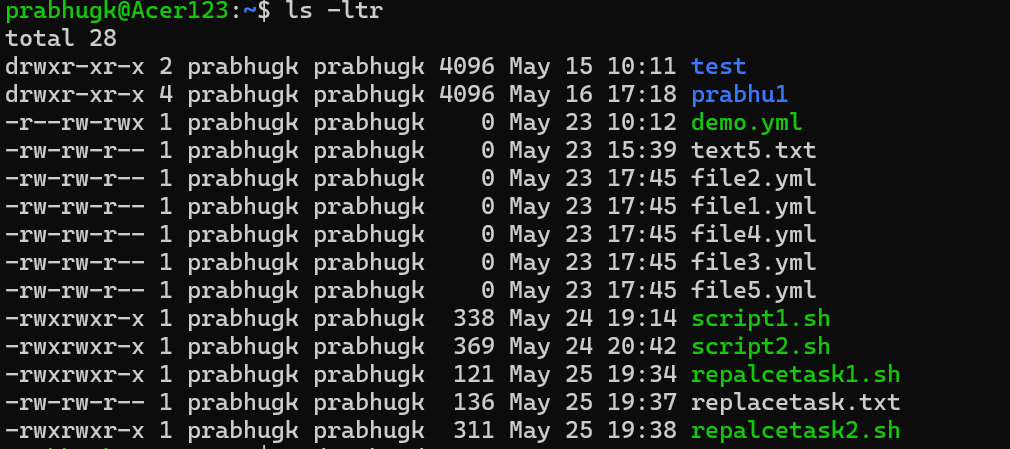 prabhugk@Acer123:~$ ls -ltr
total 28
drwxr-xr-x 2 prabhugk prabhugk 4096 May 15 10:11 test
drwxr-xr-x 4 prabhugk prabhugk 4096 May 16 17:18 prabhu1
-r--rw-rwx 1 prabhugk prabhugk    0 May 23 10:12 demo.yml
-rw-rw-r-- 1 prabhugk prabhugk    0 May 23 15:39 text5.txt
-rw-rw-r-- 1 prabhugk prabhugk    0 May 23 17:45 file2.yml
-rw-rw-r-- 1 prabhugk prabhugk    0 May 23 17:45 file1.yml
-rw-rw-r-- 1 prabhugk prabhugk    0 May 23 17:45 file4.yml
-rw-rw-r-- 1 prabhugk prabhugk    0 May 23 17:45 file3.yml
-rw-rw-r-- 1 prabhugk prabhugk    0 May 23 17:45 file5.yml
-rwxrwxr-x 1 prabhugk prabhugk  338 May 24 19:14 script1.sh
-rwxrwxr-x 1 prabhugk prabhugk  369 May 24 20:42 script2.sh
-rwxrwxr-x 1 prabhugk prabhugk  121 May 25 19:34 repalcetask1.sh
-rw-rw-r-- 1 prabhugk prabhugk  136 May 25 19:37 replacetask.txt
-rwxrwxr-x 1 prabhugk prabhugk  311 May 25 19:38 repalcetask2.sh